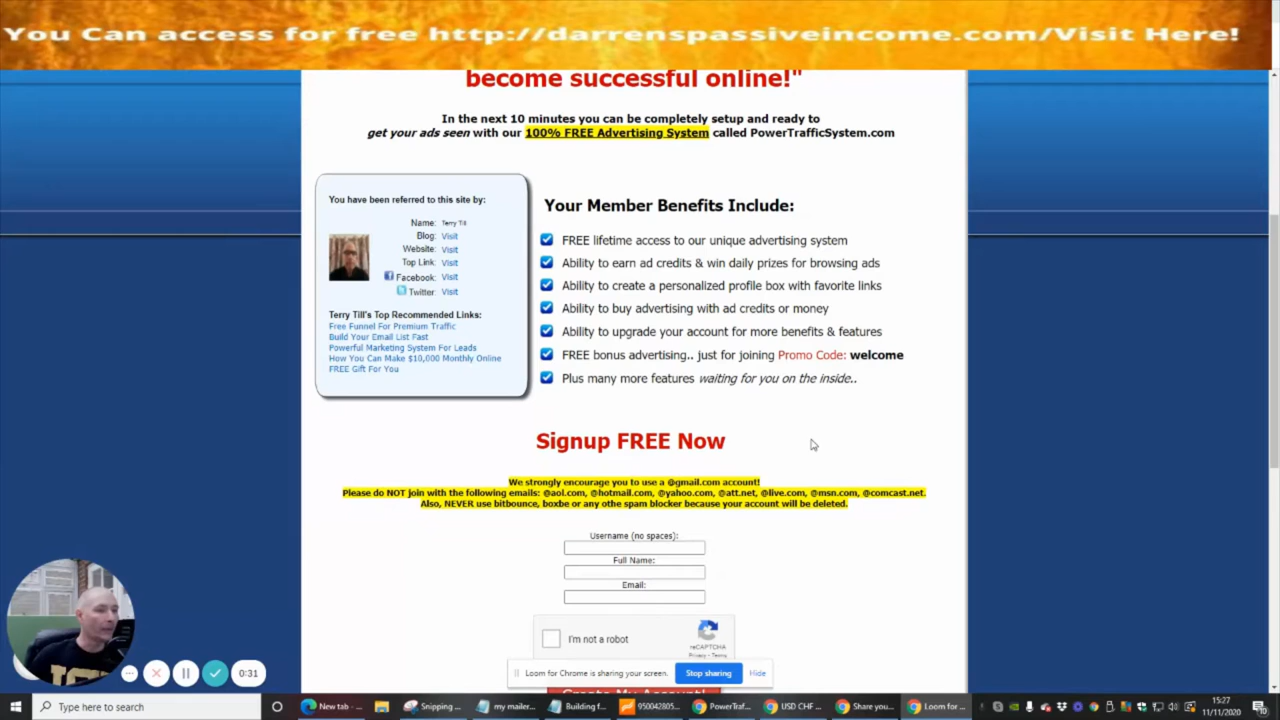 You Can access for free http://darrenspassiveincome.com/Visit Here!
become successful online!"
In the next 10 minutes you can be completely setup and ready to
get your ads seen with our 100% FREE Advertising System called PowerTrafficSystem.com
You have been referred to this site by:
Name: Terry Till
Blog: Visit
Website: Visit
Top Link: Visit
Facebook: Visit
Twitter: Visit
Terry Till's Top Recommended Links:
Free Funnel For Premium Traffic
Build Your Email List Fast
Powerful Marketing System For Leads
How You Can Make $10,000 Monthly Online
FREE Gift For You
Your Member Benefits Include:
FREE lifetime access to our unique advertising system
Ability to earn ad credits & win daily prizes for browsing ads
Ability to create a personalized profile box with favorite links
Ability to buy advertising with ad credits or money
Ability to upgrade your account for more benefits & features
FREE bonus advertising.. just for joining Promo Code: welcome
Plus many more features waiting for you on the inside..
Signup FREE Now
We strongly encourage you to use a @gmail.com account!
Please do NOT join with the following emails: @aol.com, @hotmail.com, @yahoo.com, @att.net, @live.com, @msn.com, @comcast.net.
Also, NEVER use bitbounce, boxbe or any othe spam blocker because your account will be deleted.
Username (no spaces):
Full Name:
Email:
I'm not a robot
reCAPTCHA
Privacy - Terms
Loom for Chrome is sharing your screen.
Stop sharing
Hide
Create My Account!
0:31
Type here to search
New tab - ...
Snipping ...
my mailer...
Building f...
950042805...
PowerTraf...
USD CHF ...
Share you...
Loom for ...
15:27
11/11/2020